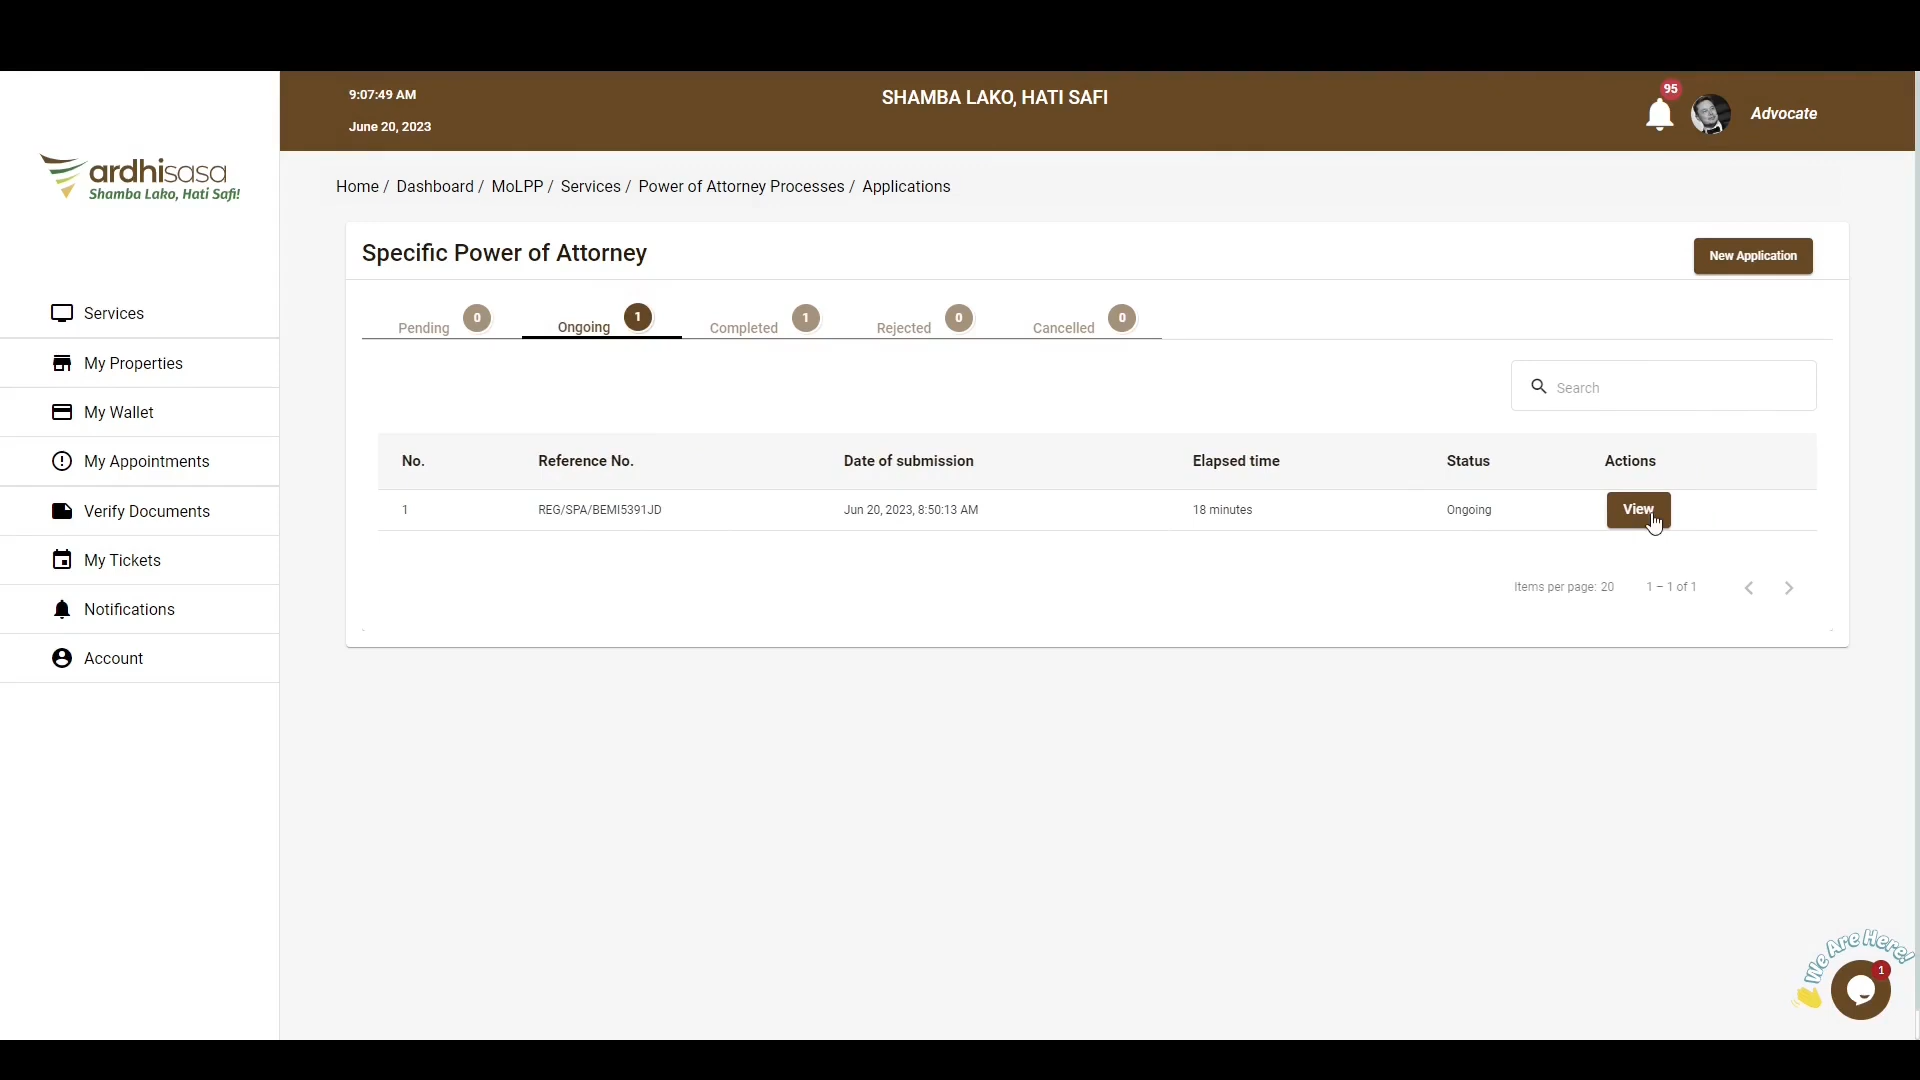 9:07:49 AM
June 20, 2023
SHAMBA LAKO, HATI SAFI
95
Advocate
ardhisasa
Shamba Lako, Hati Safi!
Home / Dashboard / MoLPP / Services / Power of Attorney Processes / Applications
Specific Power of Attorney
New Application
Services
My Properties
My Wallet
My Appointments
Verify Documents
My Tickets
Notifications
Account
Pending 0 Ongoing 1 Completed 1 Rejected 0 Cancelled 0
Search
No. Reference No. Date of submission Elapsed time Status Actions
1 REG/SPA/BEMI5391JD Jun 20, 2023, 8:50:13 AM 18 minutes Ongoing View
Items per page: 20 1 – 1 of 1
We Are Here!
1